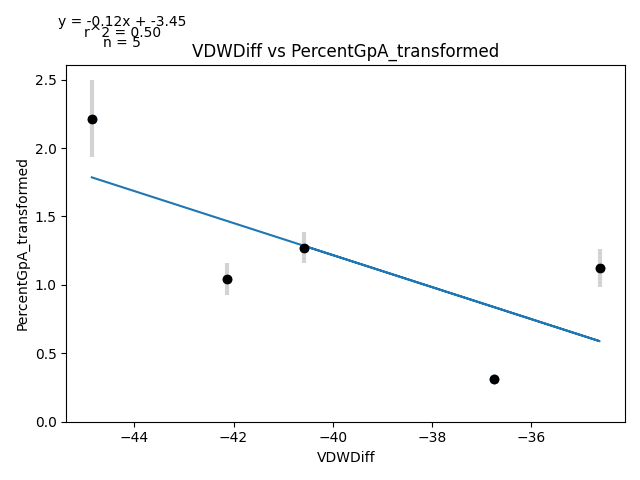 y = -0.12x + -3.45
r^2 = 0.50
n = 5
VDWDiff vs PercentGpA_transformed
PercentGpA_transformed
2.5
2.0
1.5
1.0
0.5
0.0
−44
−42
−40
−38
−36
VDWDiff